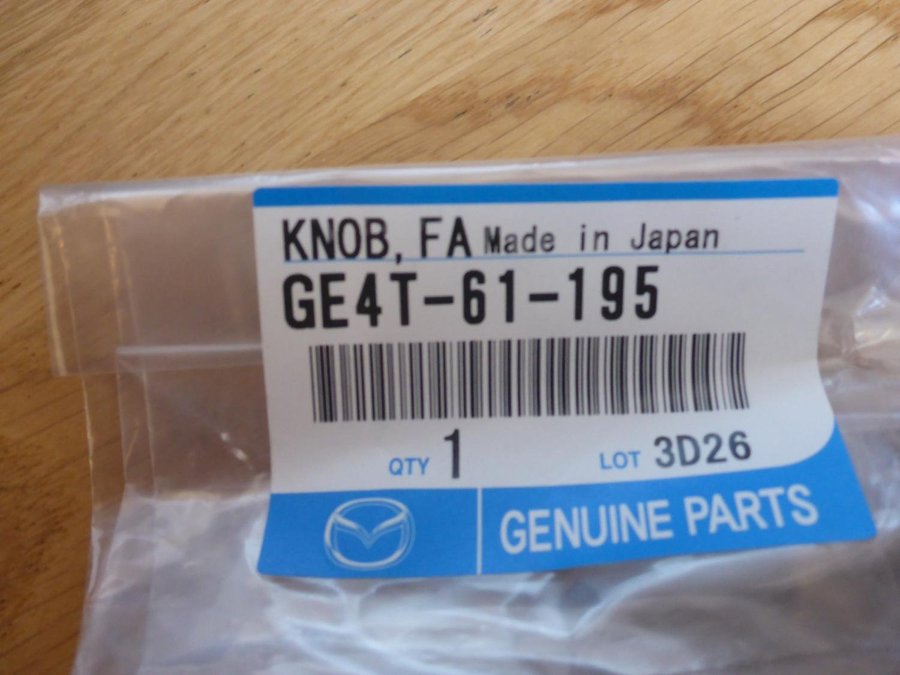 KNOB, FA Made in Japan
GE4T-61-195
QTY 1 LOT 3D26
GENUINE PARTS